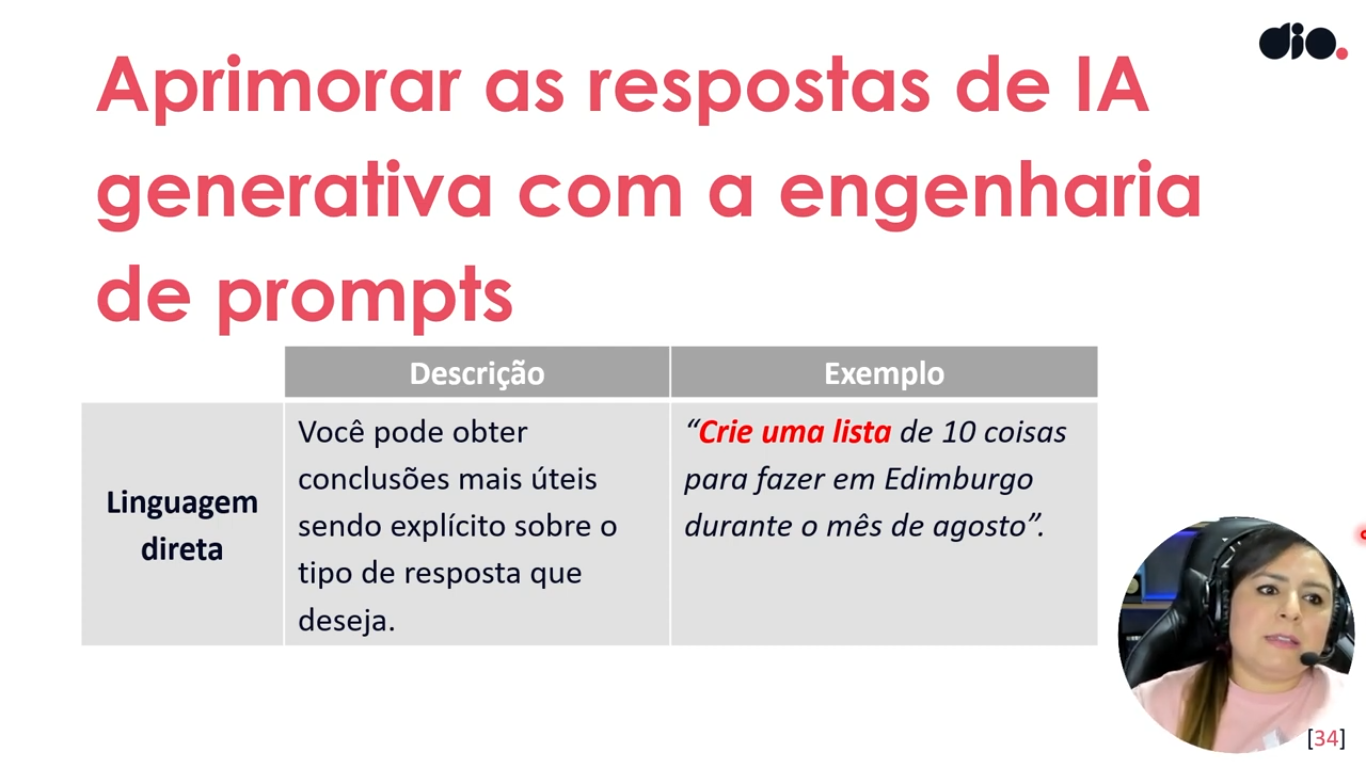 dio.
Aprimorar as respostas de IA
generativa com a engenharia
de prompts
Descrição
Exemplo
Linguagem
direta
Você pode obter
conclusões mais úteis
sendo explícito sobre o
tipo de resposta que
deseja.
“Crie uma lista de 10 coisas
para fazer em Edimburgo
durante o mês de agosto”.
[34]